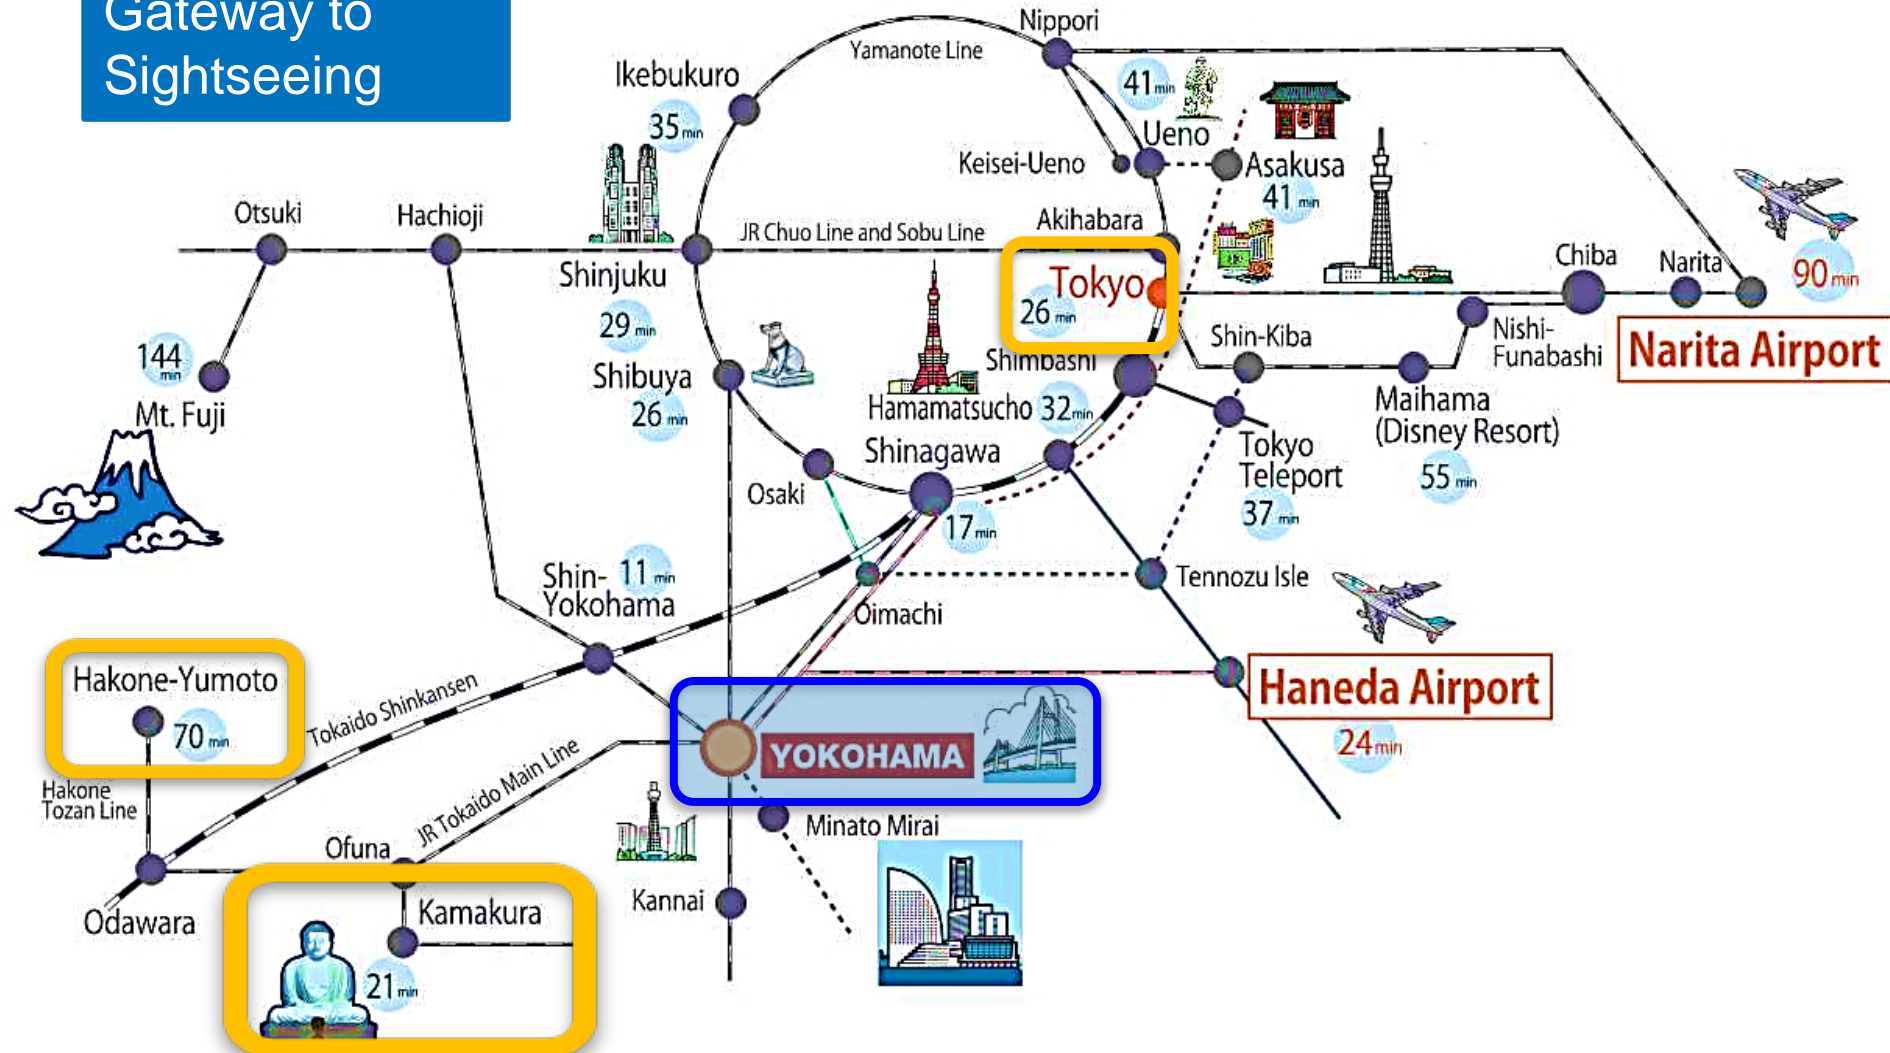 Gateway to
Sightseeing
Nippori
Yamanote Line
Ikebukuro
35 min
41 min
Ueno
Keisei-Ueno
Asakusa
41 min
Otsuki
Hachioji
JR Chuo Line and Sobu Line
Akihabara
Shinjuku
29 min
Tokyo
26 min
Chiba
Narita
90 min
Narita Airport
Nishi-
Funabashi
Shin-Kiba
Shimbashi
144 min
Mt. Fuji
Shibuya
26 min
Hamamatsucho 32 min
Maihama
(Disney Resort)
55 min
Tokyo
Teleport
37 min
Shinagawa
17 min
Osaki
Shin- 11 min
Yokohama
Tennozu Isle
Oimachi
Haneda Airport
24 min
Hakone-Yumoto
70 min
Tokaido Shinkansen
YOKOHAMA
Hakone
Tozan Line
JR Tokaido Main Line
Minato Mirai
Ofuna
Kannai
Odawara
Kamakura
21 min